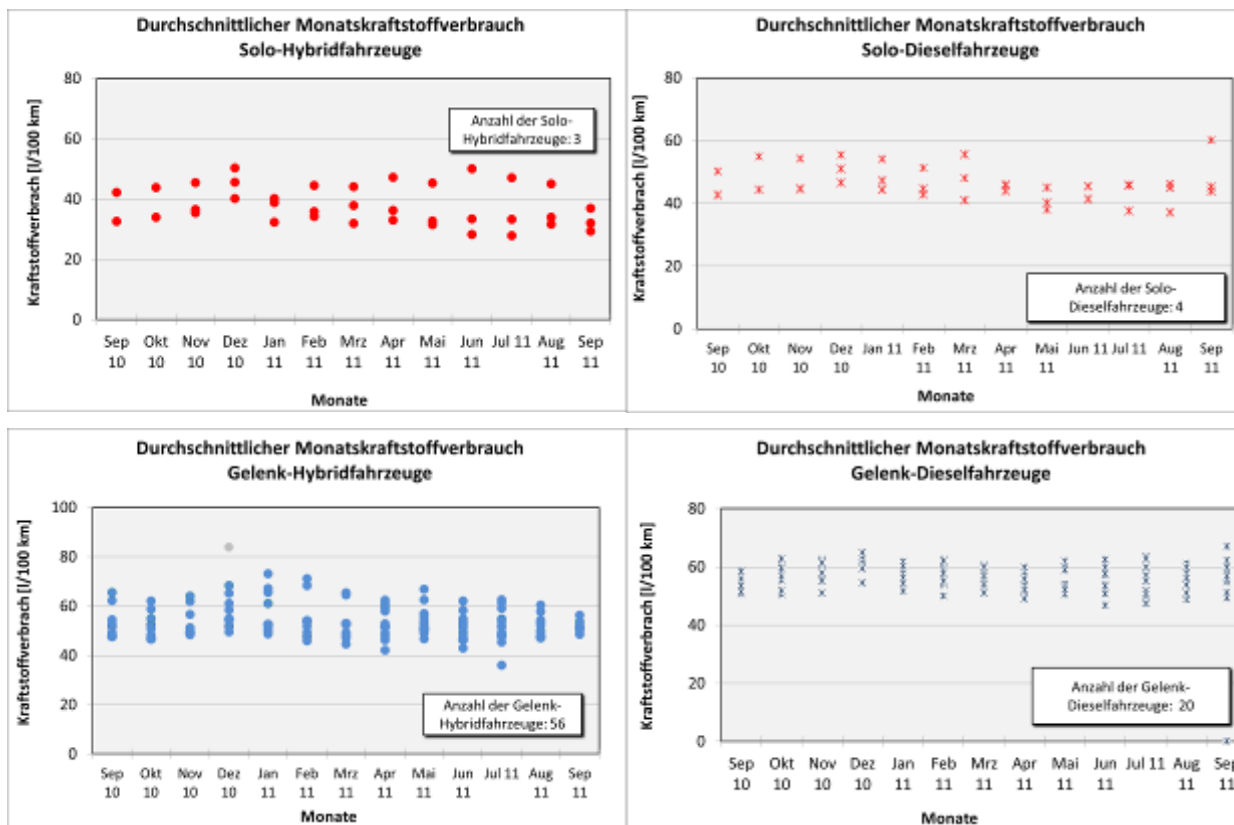 Durchschnittlicher Monatskraftstoffverbrauch
Solo-Hybridfahrzeuge
Kraftstoffverbrach [l/100 km]
80
60
40
20
0
Anzahl der Solo-
Hybridfahrzeuge: 3
Sep Okt Nov Dez Jan Feb Mrz Apr Mai Jun Jul 11 Aug Sep
10 10 10 10 11 11 11 11 11 11 11 11
Monate
Durchschnittlicher Monatskraftstoffverbrauch
Solo-Dieselfahrzeuge
Kraftstoffverbrach [l/100 km]
80
60
40
20
0
Anzahl der Solo-
Dieselfahrzeuge: 4
Sep Okt Nov Dez Jan 11 Feb Mrz Apr Mai Jun 11 Jul 11 Aug Sep
10 10 10 10 11 11 11 11 11 11
Monate
Durchschnittlicher Monatskraftstoffverbrauch
Gelenk-Hybridfahrzeuge
Kraftstoffverbrach [l/100 km]
100
80
60
40
20
0
Anzahl der Gelenk-
Hybridfahrzeuge: 56
Sep Okt Nov Dez Jan Feb Mrz Apr Mai Jun Jul 11 Aug Sep
10 10 10 10 11 11 11 11 11 11 11 11
Monate
Durchschnittlicher Monatskraftstoffverbrauch
Gelenk-Dieselfahrzeuge
Kraftstoffverbrach [l/100 km]
80
60
40
20
0
Anzahl der Gelenk-
Dieselfahrzeuge: 20
Sep Okt Nov Dez Jan Feb Mrz Apr Mai Jun Jul 11 Aug Sep
10 10 10 10 11 11 11 11 11 11 11 11
Monate